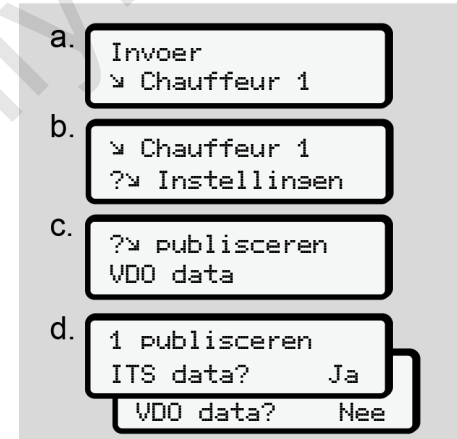 a.
Invoer
↘ Chauffeur 1
b.
↘ Chauffeur 1
?↘ Instellingen
c.
?↘ publisceren
VDO data
d.
1 publisceren
ITS data? Ja
VDO data? Nee